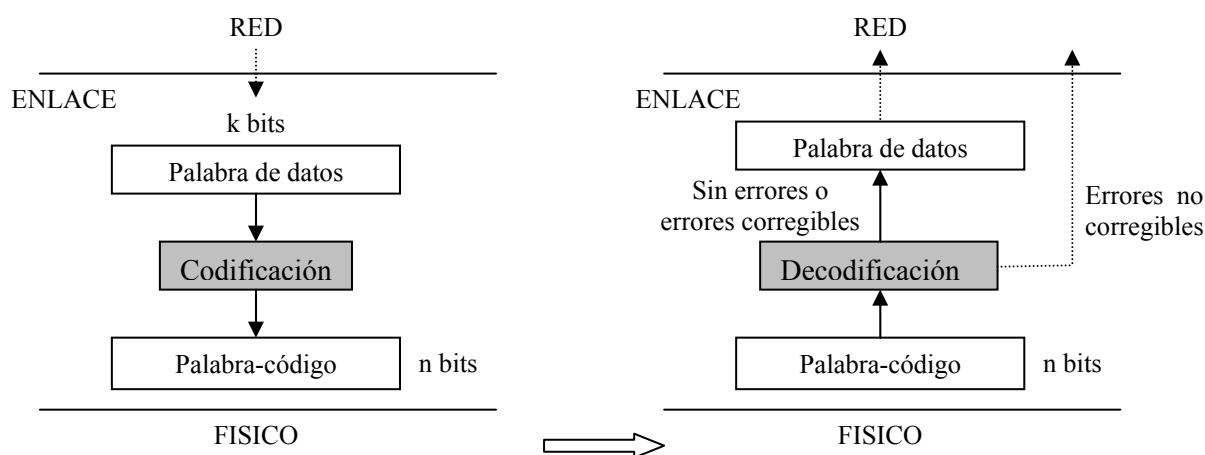 RED
ENLACE
k bits
Palabra de datos
Codificación
Palabra-código
n bits
FISICO
RED
ENLACE
Palabra de datos
Sin errores o
errores corregibles
Errores no
corregibles
Decodificación
Palabra-código
n bits
FISICO